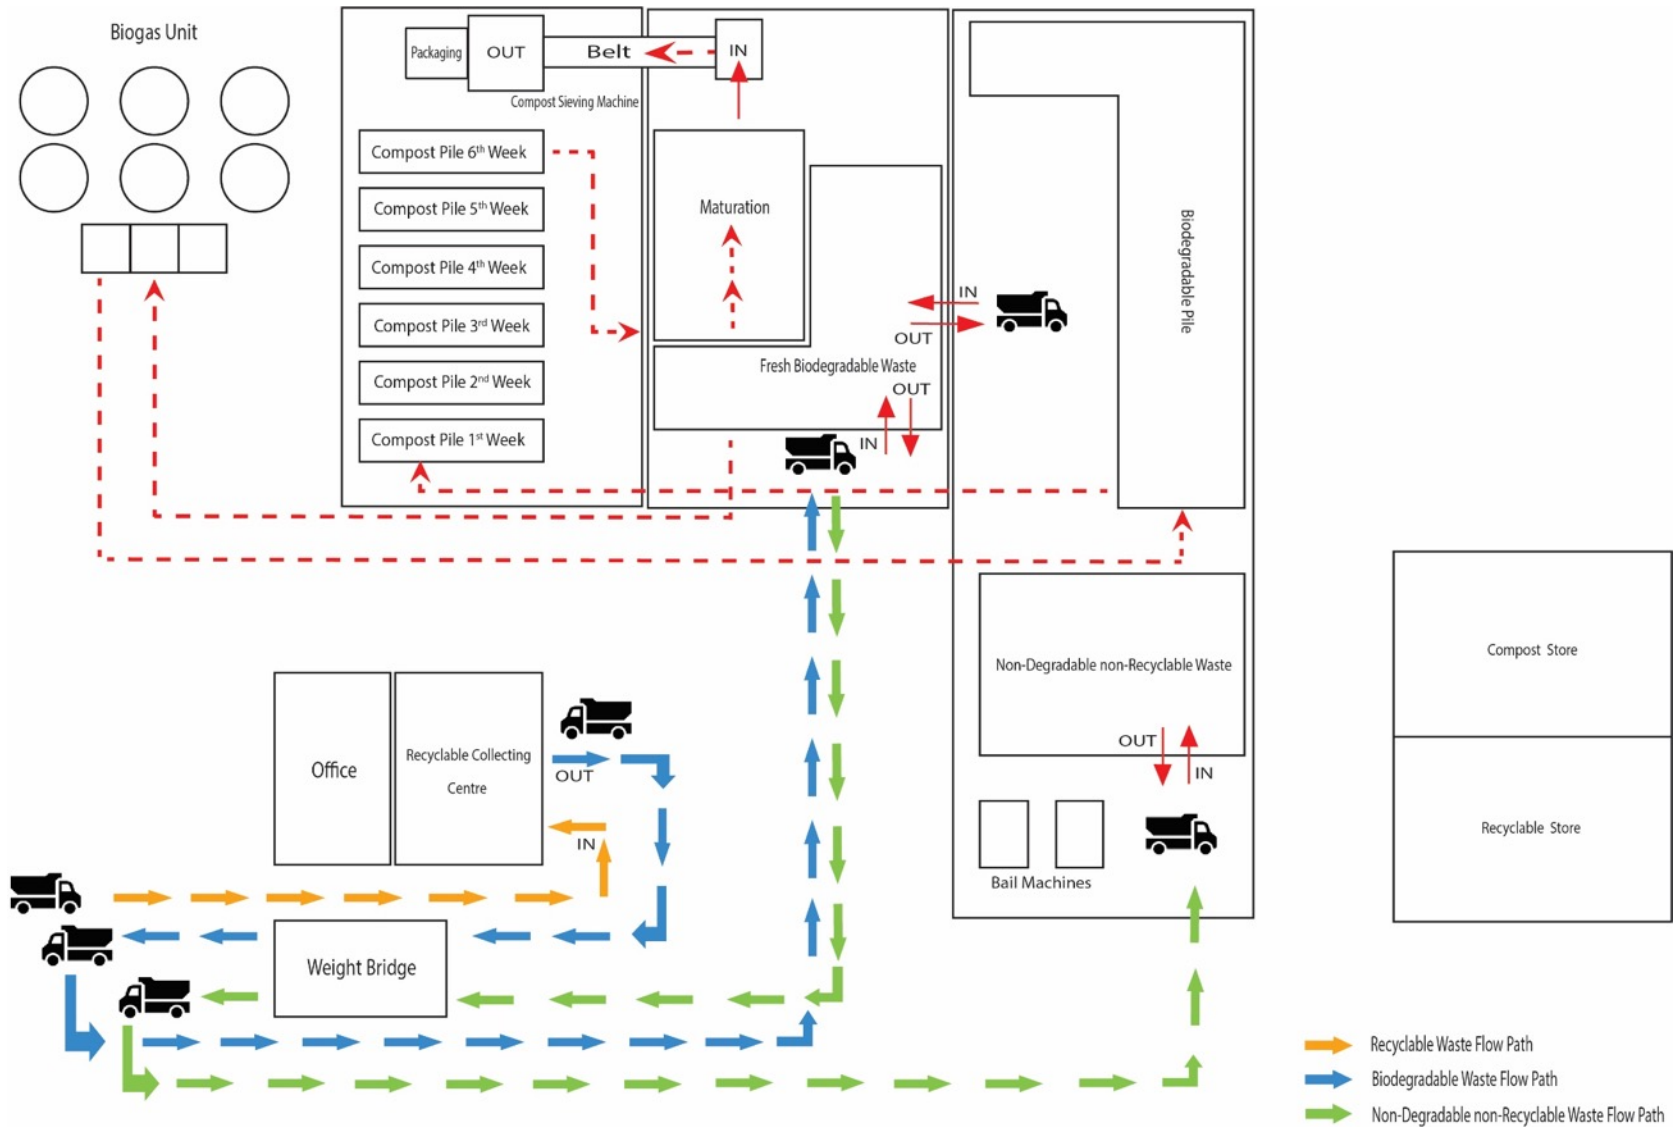 Biogas Unit
Packaging
OUT
Belt
IN
Compost Sieving Machine
Compost Pile 6th Week
Compost Pile 5th Week
Compost Pile 4th Week
Compost Pile 3rd Week
Compost Pile 2nd Week
Compost Pile 1st Week
Maturation
Fresh Biodegradable Waste
IN
OUT
OUT
IN
Biodegradable Pile
Non-Degradable non-Recyclable Waste
OUT
IN
Bail Machines
Compost Store
Recyclable Store
Office
Recyclable Collecting
Centre
OUT
IN
Weight Bridge
Recyclable Waste Flow Path
Biodegradable Waste Flow Path
Non-Degradable non-Recyclable Waste Flow Path